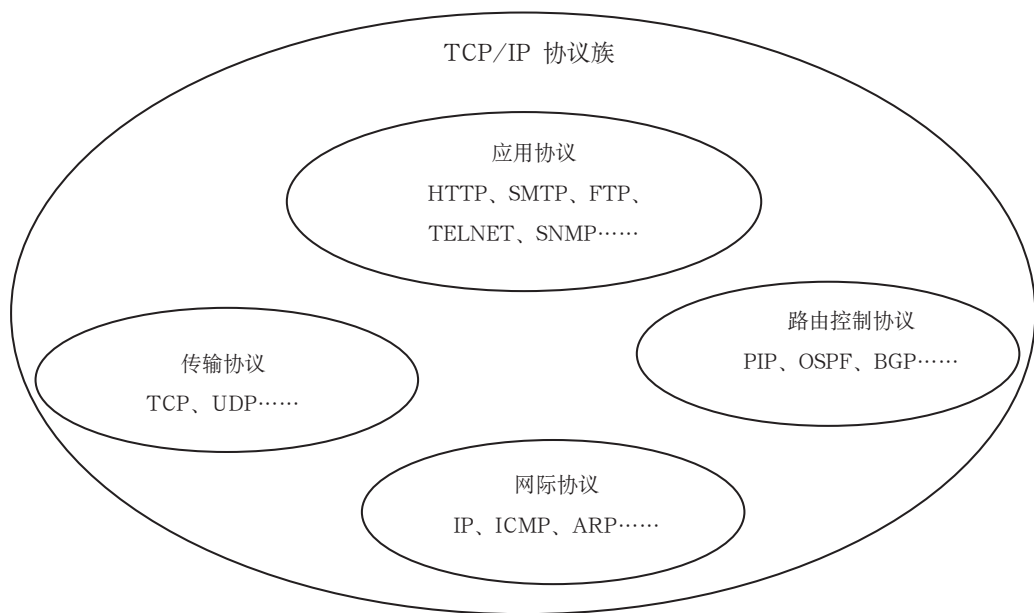 TCP/IP 协议族
应用协议
HTTP、SMTP、FTP、
TELNET、SNMP……
路由控制协议
PIP、OSPF、BGP……
传输协议
TCP、UDP……
网际协议
IP、ICMP、ARP……